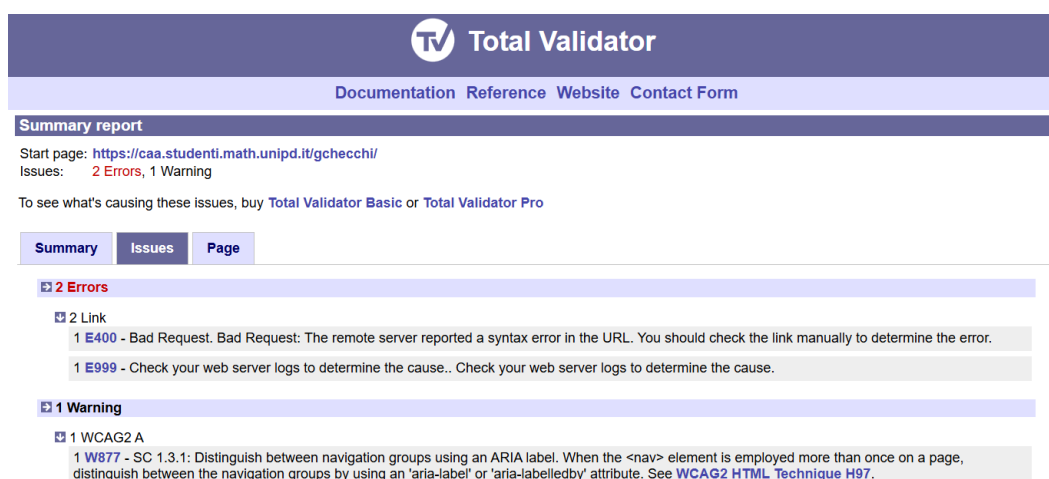 TV Total Validator
Documentation Reference Website Contact Form
Summary report
Start page: https://caa.studenti.math.unipd.it/gchecchi/
Issues: 2 Errors, 1 Warning
To see what's causing these issues, buy Total Validator Basic or Total Validator Pro
Summary Issues Page
2 Errors
2 Link
1 E400 - Bad Request. Bad Request: The remote server reported a syntax error in the URL. You should check the link manually to determine the error.
1 E999 - Check your web server logs to determine the cause.. Check your web server logs to determine the cause.
1 Warning
1 WCAG2 A
1 W877 - SC 1.3.1: Distinguish between navigation groups using an ARIA label. When the <nav> element is employed more than once on a page,
distinguish between the navigation groups by using an 'aria-label' or 'aria-labelledby' attribute. See WCAG2 HTML Technique H97.